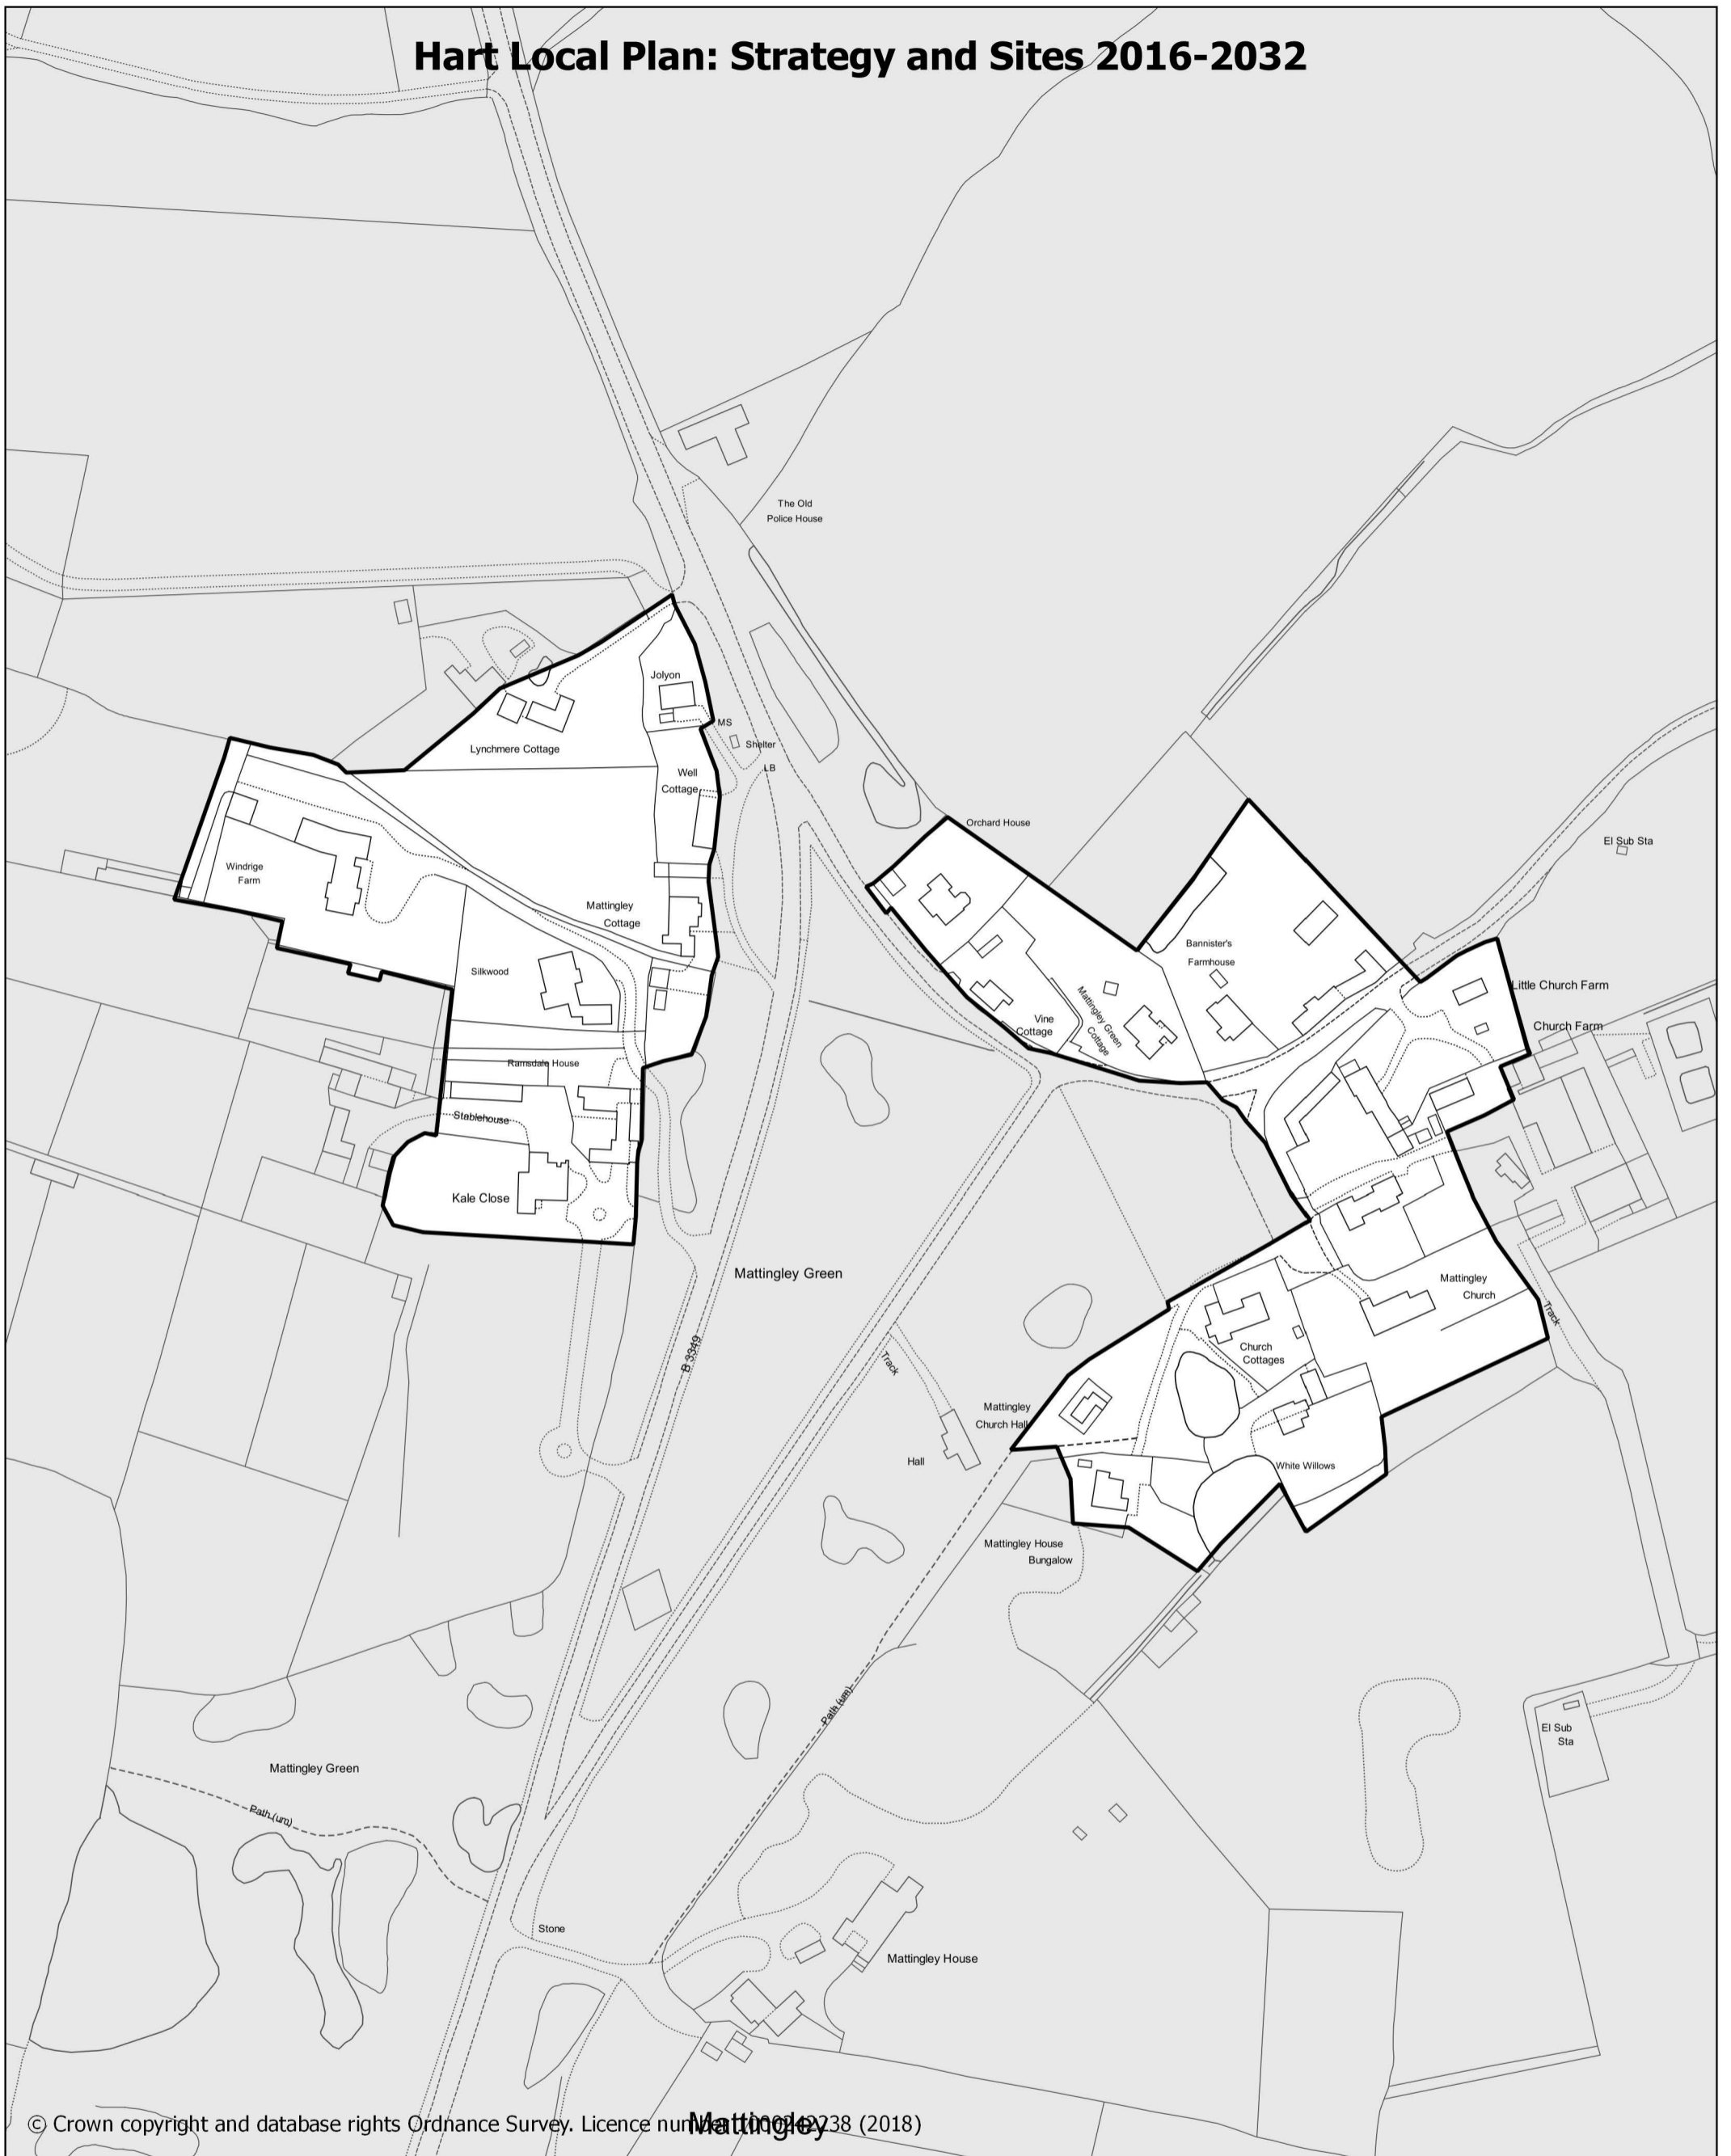 Hart Local Plan: Strategy and Sites 2016-2032
The Old
Police House
Jolyon
MS
Shelter
Lynchmere Cottage
LB
Well
Cottage
Orchard House
El Sub Sta
Windrige
Farm
Mattingley
Cottage
Bannister's
Farmhouse
Silkwood
Little Church Farm
Vine
Cottage
Mattingley Green
Cottage
Church Farm
Ramsdale House
Stablehouse
Kale Close
Mattingley Green
Mattingley
Church
Track
B 3349
Track
Church
Cottages
Mattingley
Church Hall
Hall
White Willows
Mattingley House
Bungalow
Path (um)
El Sub
Sta
Mattingley Green
Path (um)
Stone
Mattingley House
© Crown copyright and database rights Ordnance Survey. Licence 238 (2018)
Mattingley